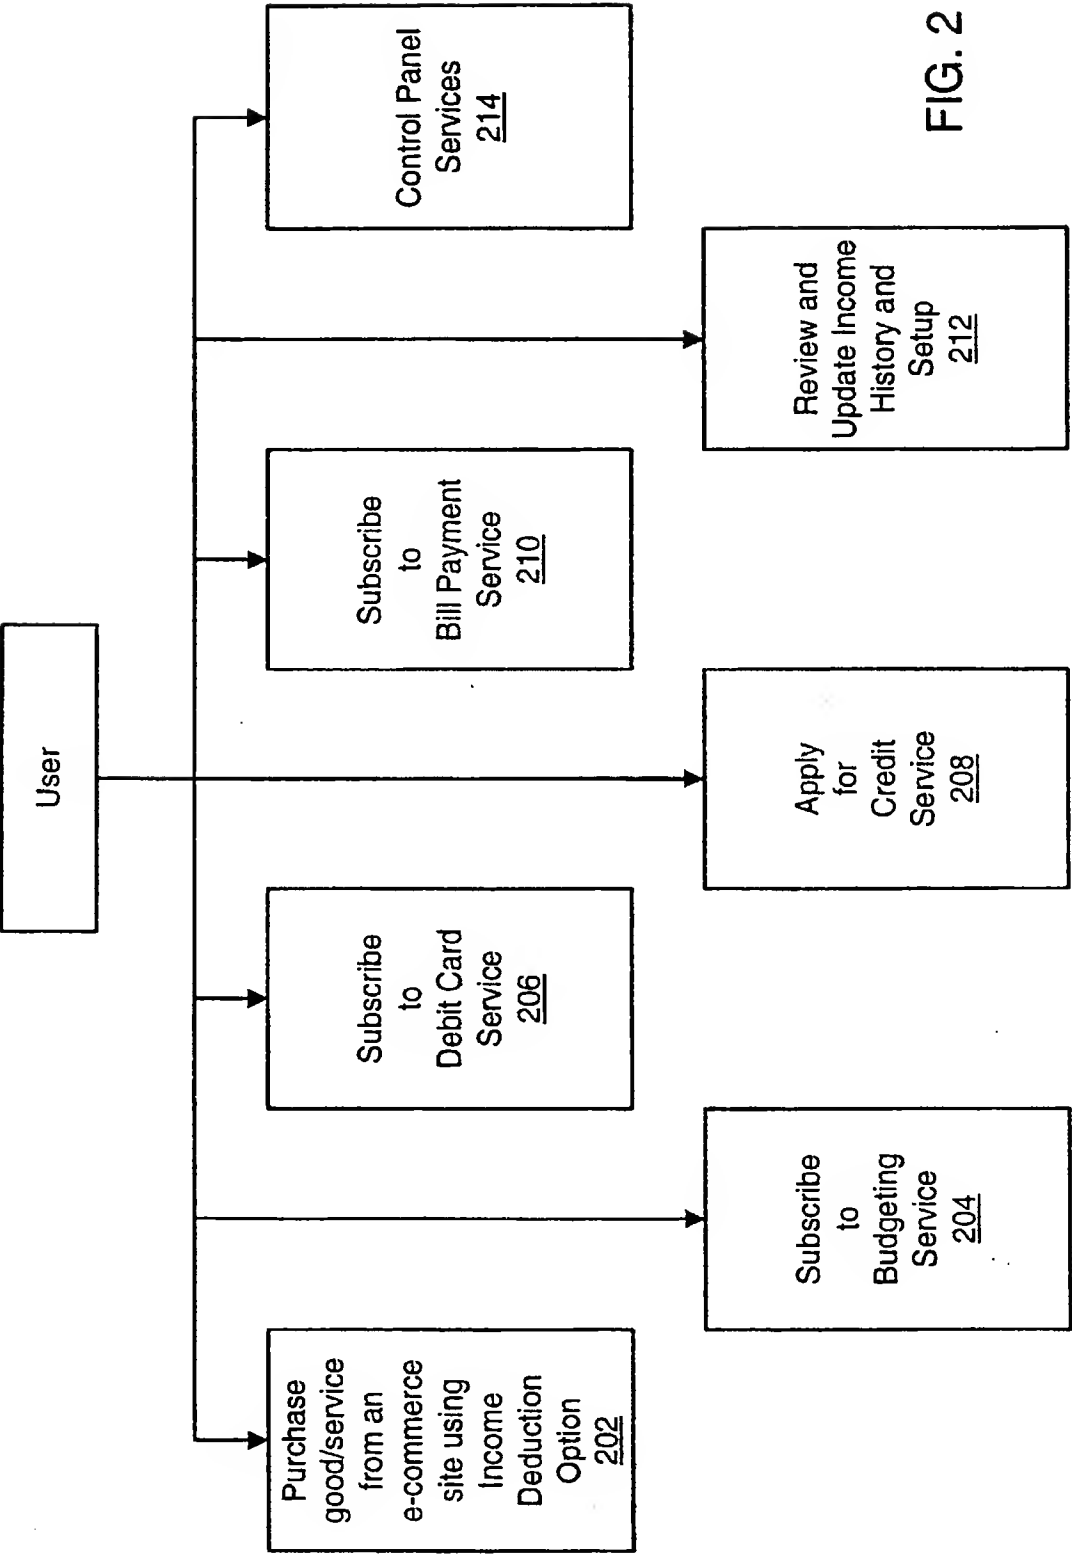 User
Purchase
good/service
from an
e-commerce
site using
Income
Deduction
Option
202
Subscribe
to
Budgeting
Service
204
Subscribe
to
Debit Card
Service
206
Apply
for
Credit
Service
208
Subscribe
to
Bill Payment
Service
210
Review and
Update Income
History and
Setup
212
Control Panel
Services
214
FIG. 2